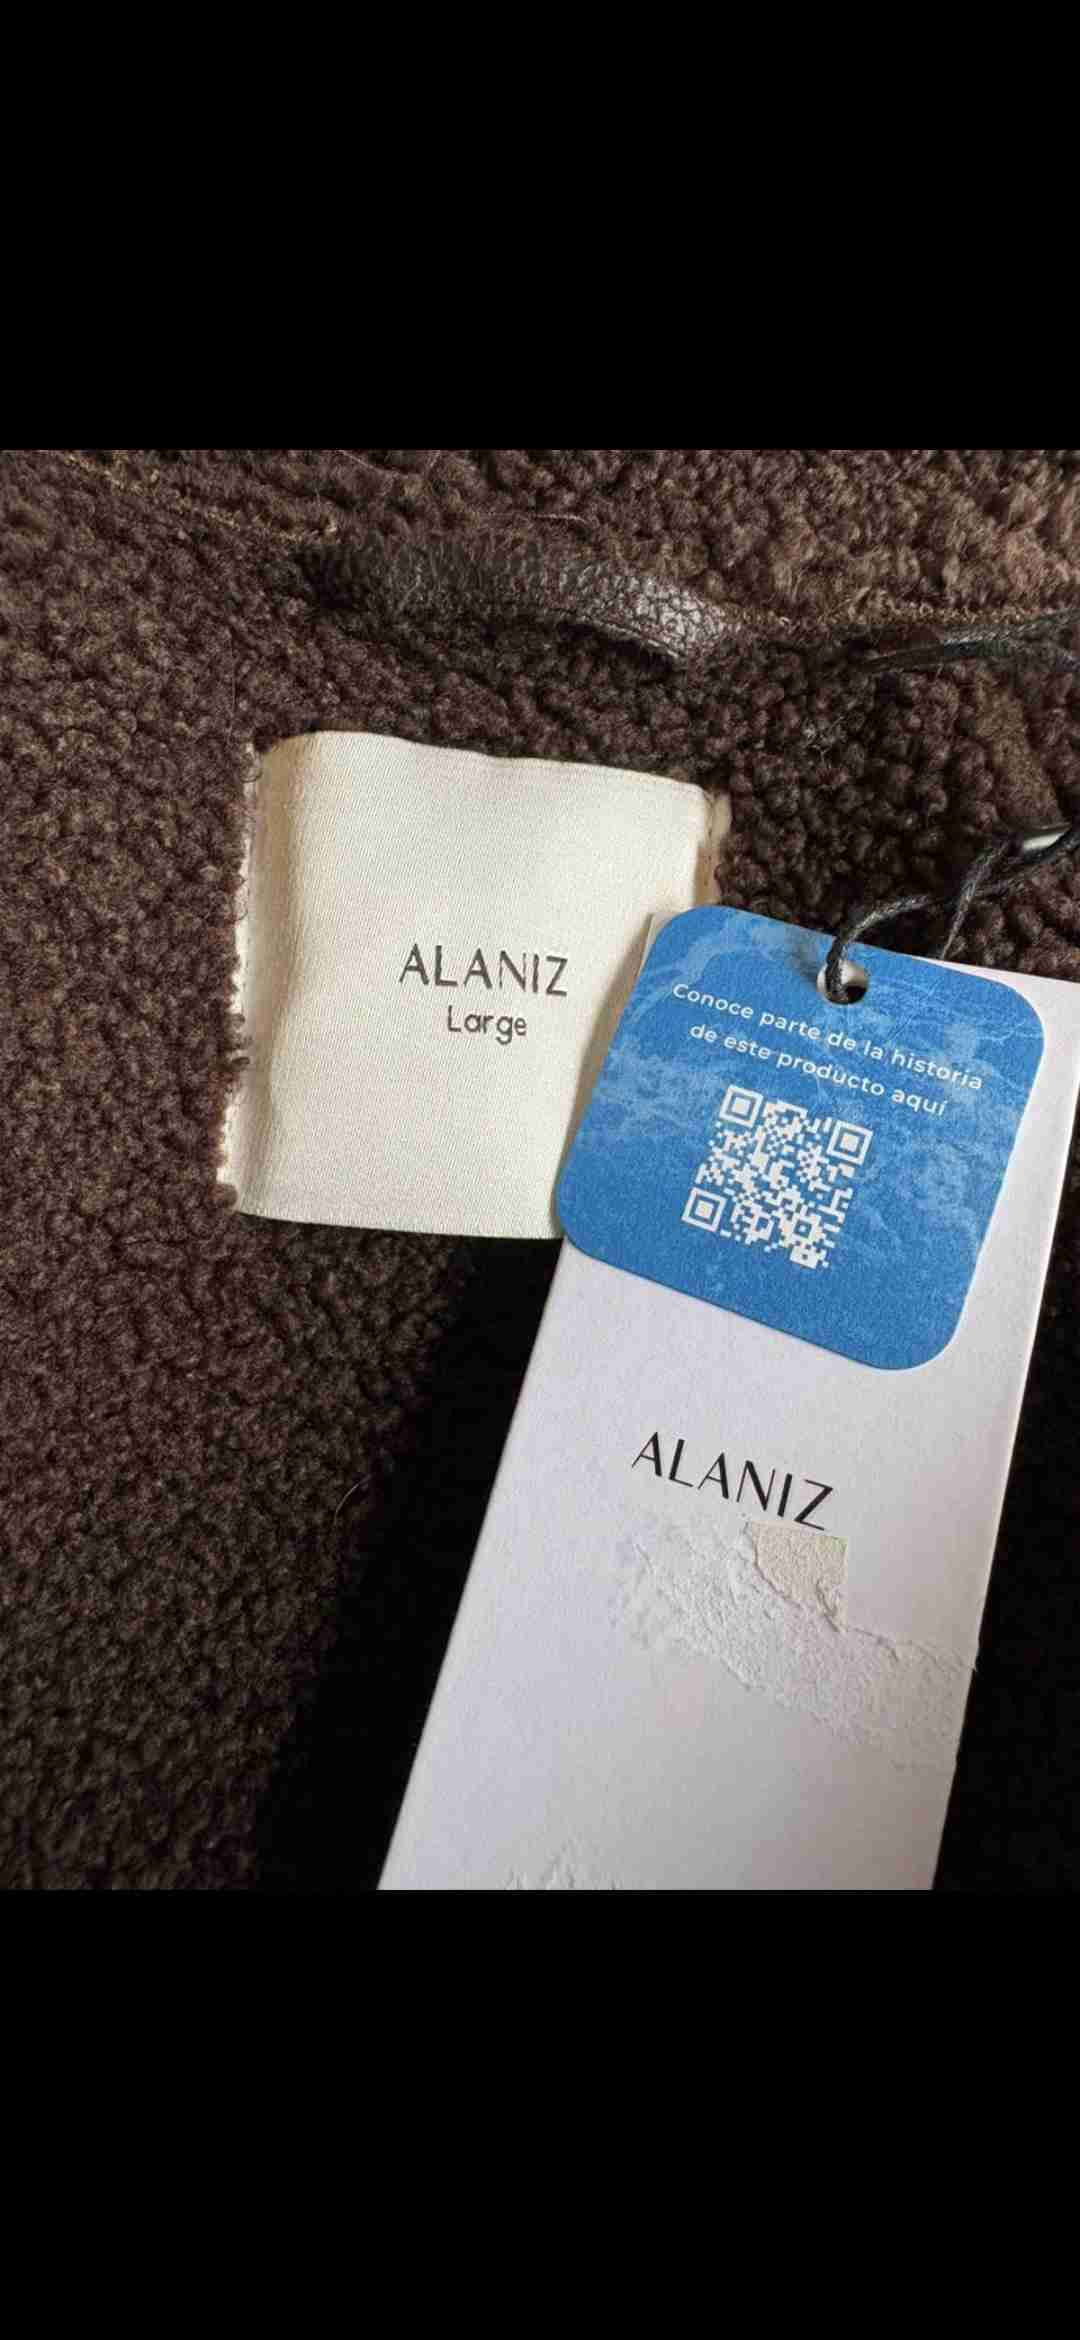 ALANIZ
Large
Conoce parte de la historia
de este producto aquí
ALANIZ